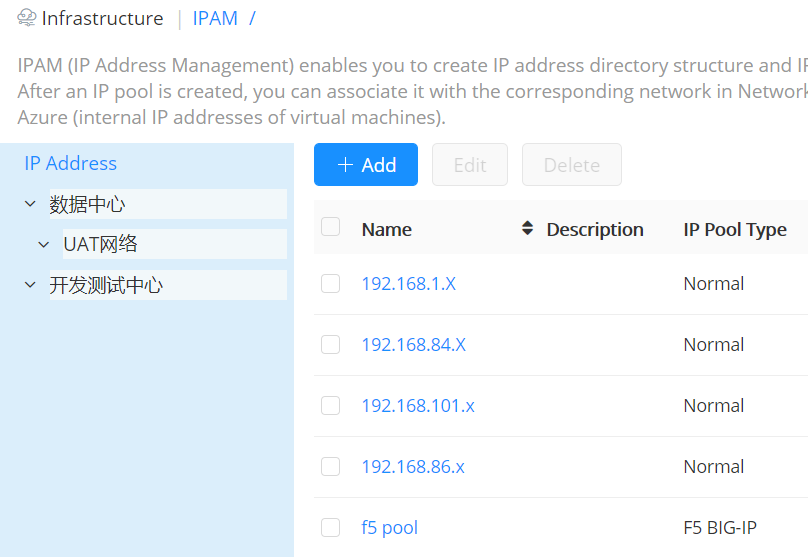 Infrastructure | IPAM /
IPAM (IP Address Management) enables you to create IP address directory structure and IP
After an IP pool is created, you can associate it with the corresponding network in Network
Azure (internal IP addresses of virtual machines).
IP Address
数据中心
UAT网络
开发测试中心
+ Add Edit Delete
Name Description IP Pool Type
192.168.1.X Normal
192.168.84.X Normal
192.168.101.x Normal
192.168.86.x Normal
f5 pool F5 BIG-IP